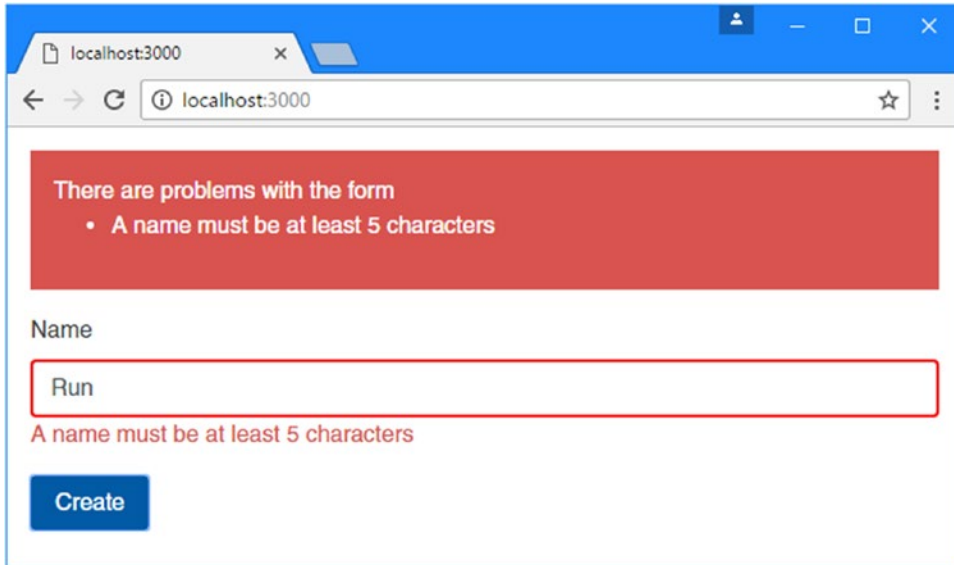 localhost:3000
localhost:3000
There are problems with the form
• A name must be at least 5 characters
Name
Run
A name must be at least 5 characters
Create